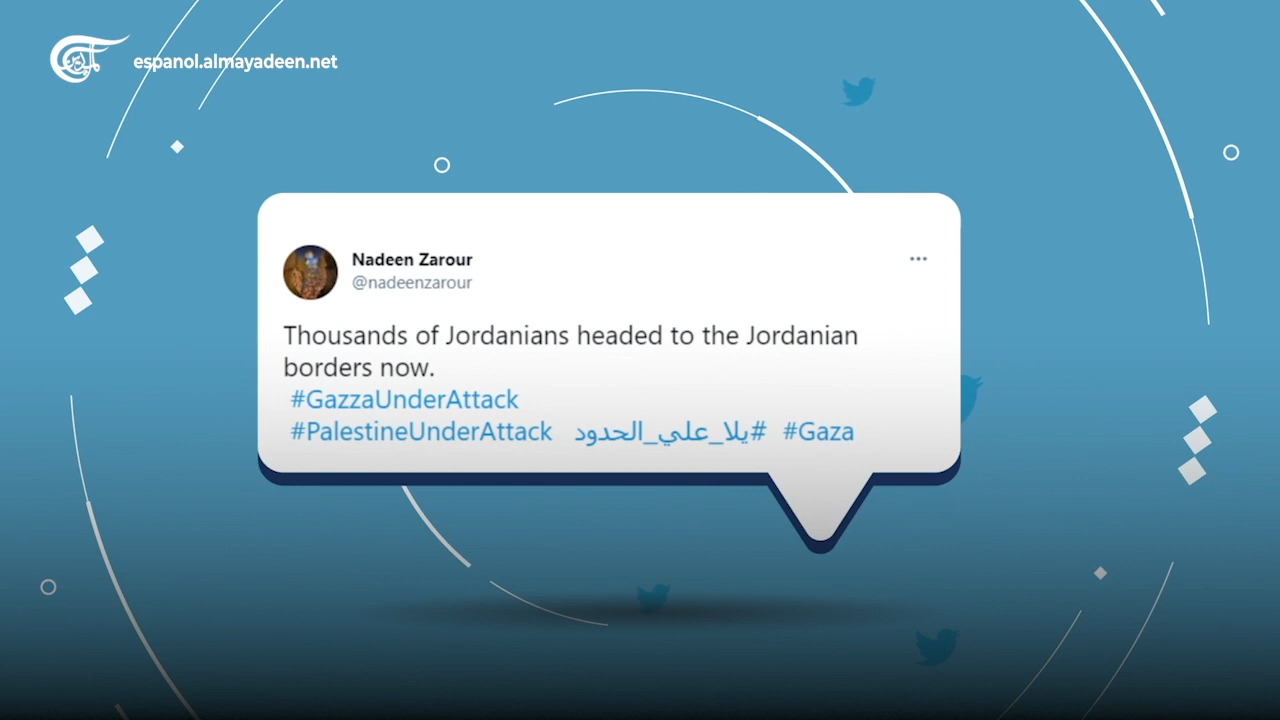 espanol.almayadeen.net
Nadeen Zarour
@nadeenzarour
Thousands of Jordanians headed to the Jordanian
borders now.
#GazzaUnderAttack
#PalestineUnderAttack #يلا_علي_الحدود #Gaza